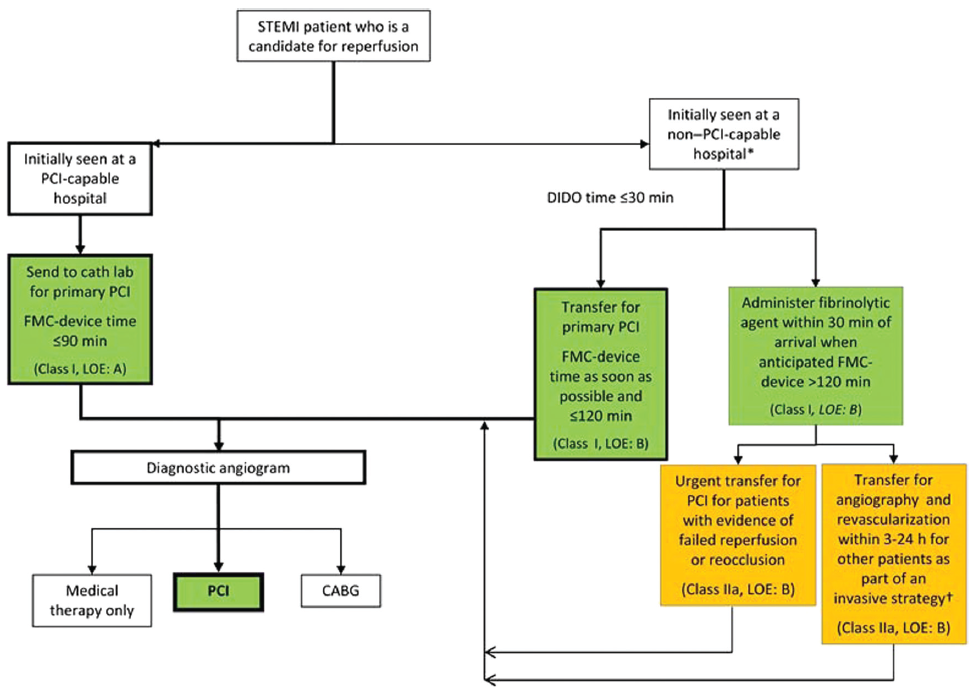 STEMI patient who is a
candidate for reperfusion
Initially seen at a
non–PCI-capable
hospital*
Initially seen at a
PCI-capable
hospital
DIDO time ≤30 min
Send to cath lab
for primary PCI
FMC-device time
≤90 min
(Class I, LOE: A)
Transfer for
primary PCI
FMC-device
time as soon as
possible and
≤120 min
(Class I, LOE: B)
Administer fibrinolytic
agent within 30 min of
arrival when
anticipated FMC-
device >120 min
(Class I, LOE: B)
Diagnostic angiogram
Urgent transfer for
PCI for patients
with evidence of
failed reperfusion
or reocclusion
(Class IIa, LOE: B)
Transfer for
angiography and
revascularization
within 3-24 h for
other patients as
part of an
invasive strategy†
(Class IIa, LOE: B)
Medical
therapy only
PCI
CABG